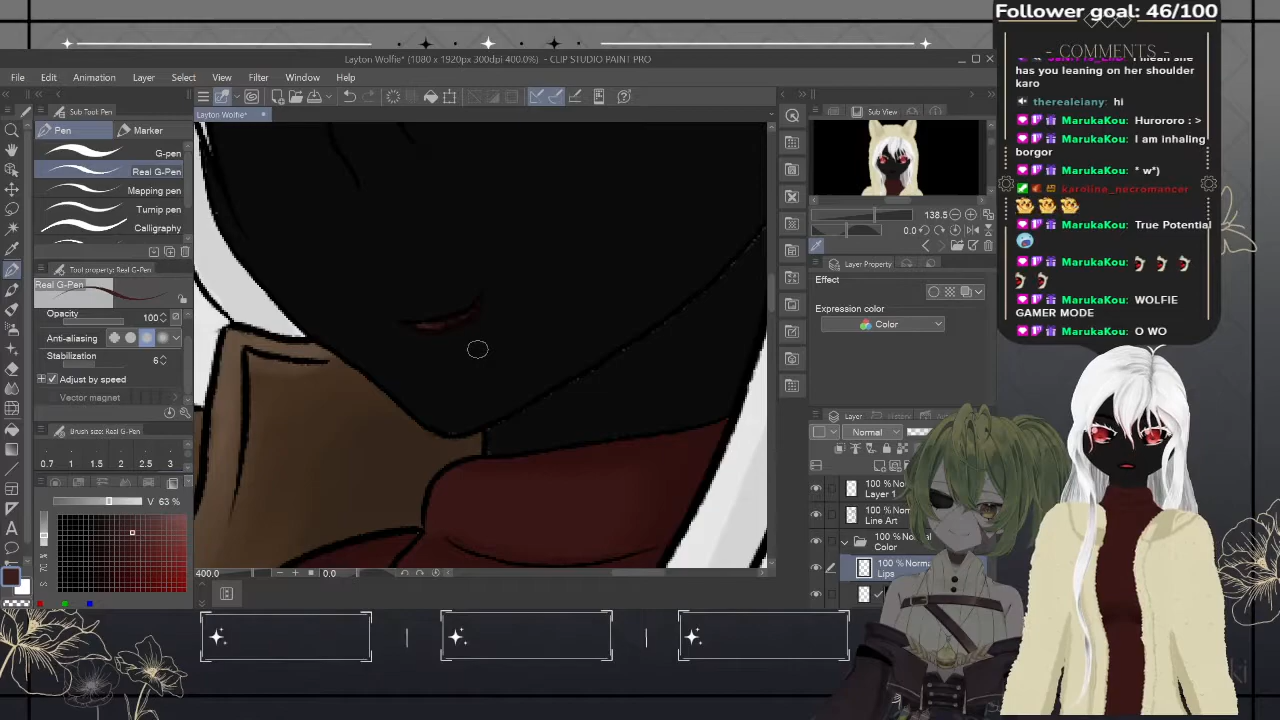 Follower goal: 46/100
- COMMENTS -
has you leaning on her shoulder
karo
therealelany: hi
MarukaKou: Hurororo : >
MarukaKou: I am inhaling
borgor
MarukaKou: * w*)
karoline_necromancer
MarukaKou: True Potential
MarukaKou:
MarukaKou: WOLFIE
GAMER MODE
MarukaKou: O WO
Layton Wolfie* (1080 x 1920px 300dpi 400.0%) - CLIP STUDIO PAINT PRO
File Edit Animation Layer Select View Filter Window Help
Sub Tool Pen
Layton Wolfie*
Sub View
Pen Marker
G-pen
Real G-Pen
Mapping pen
Turnip pen
Calligraphy
Tool property: Real G-Pen
Real G-Pen
Opacity 100
Anti-aliasing
Stabilization
6
Adjust by speed
Vector magnet
Brush size: Real G-Pen
0.7 1 1.5 2 2.5 3
V 63 %
400.0 0.0
138.5
0.0
Layer Property
Effect
Expression color
Color
Layer
Normal
100 % No
Layer 1
100 % Nor
Line Art
100 % Nor
Color
100 % Norma
Lips